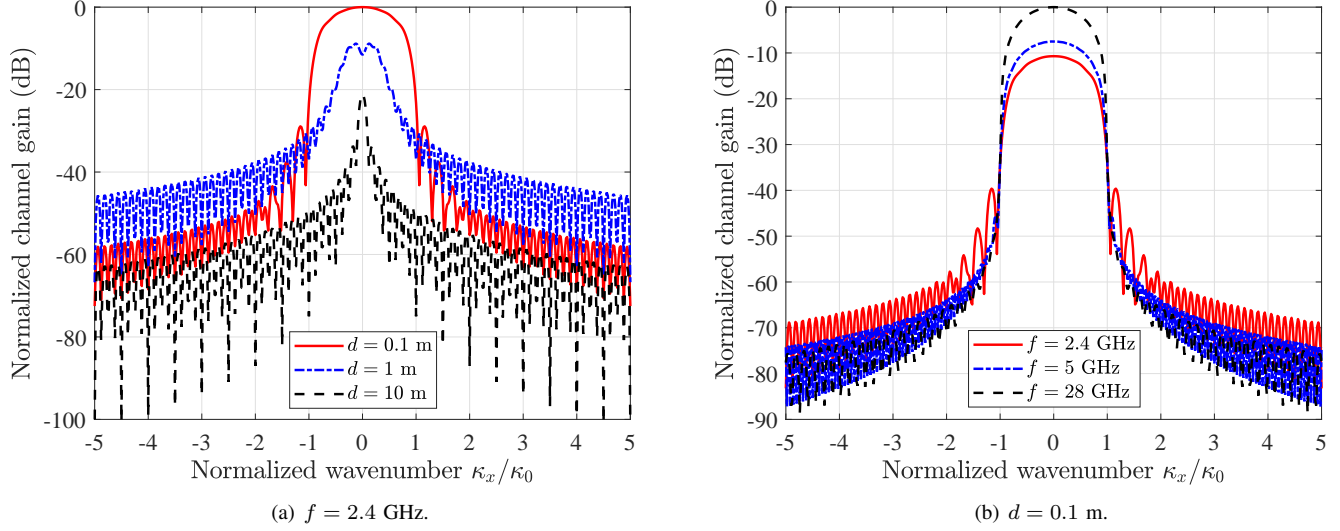 Normalized channel gain (dB)
0
-20
-40
-60
-80
-100
d = 0.1 m
d = 1 m
d = 10 m
-5 -4 -3 -2 -1 0 1 2 3 4 5
Normalized wavenumber κx/κ0
(a) f = 2.4 GHz.
Normalized channel gain (dB)
0
-10
-20
-30
-40
-50
-60
-70
-80
-90
f = 2.4 GHz
f = 5 GHz
f = 28 GHz
-5 -4 -3 -2 -1 0 1 2 3 4 5
Normalized wavenumber κx/κ0
(b) d = 0.1 m.